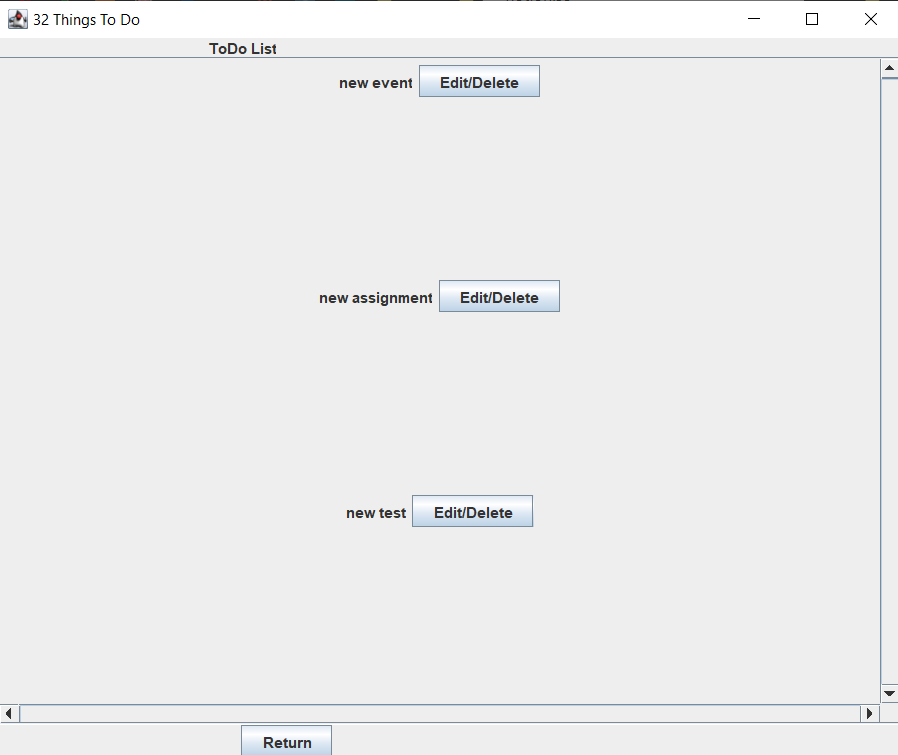 32 Things To Do
ToDo List
new event Edit/Delete
new assignment Edit/Delete
new test Edit/Delete
Return